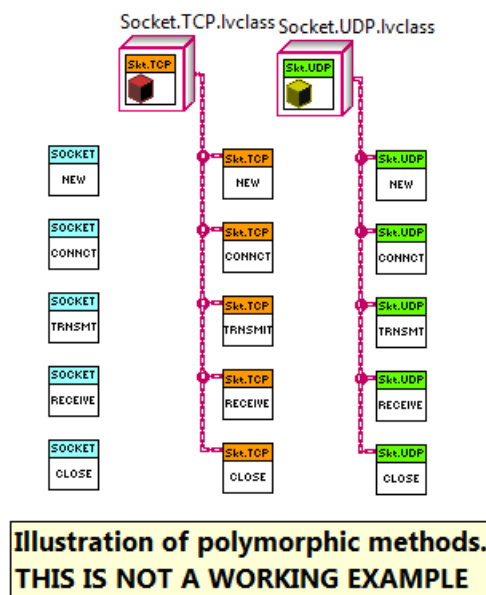 Socket.TCP.lvclass Socket.UDP.lvclass
Skt.TCP Skt.UDP
SOCKET Skt.TCP Skt.UDP
NEW NEW NEW
SOCKET Skt.TCP Skt.UDP
CONNCT CONNCT CONNCT
SOCKET Skt.TCP Skt.UDP
TRNSMT TRNSMIT TRNSMT
SOCKET Skt.TCP Skt.UDP
RECEIVE RECEIVE RECEIVE
SOCKET Skt.TCP Skt.UDP
CLOSE CLOSE CLOSE
Illustration of polymorphic methods.
THIS IS NOT A WORKING EXAMPLE